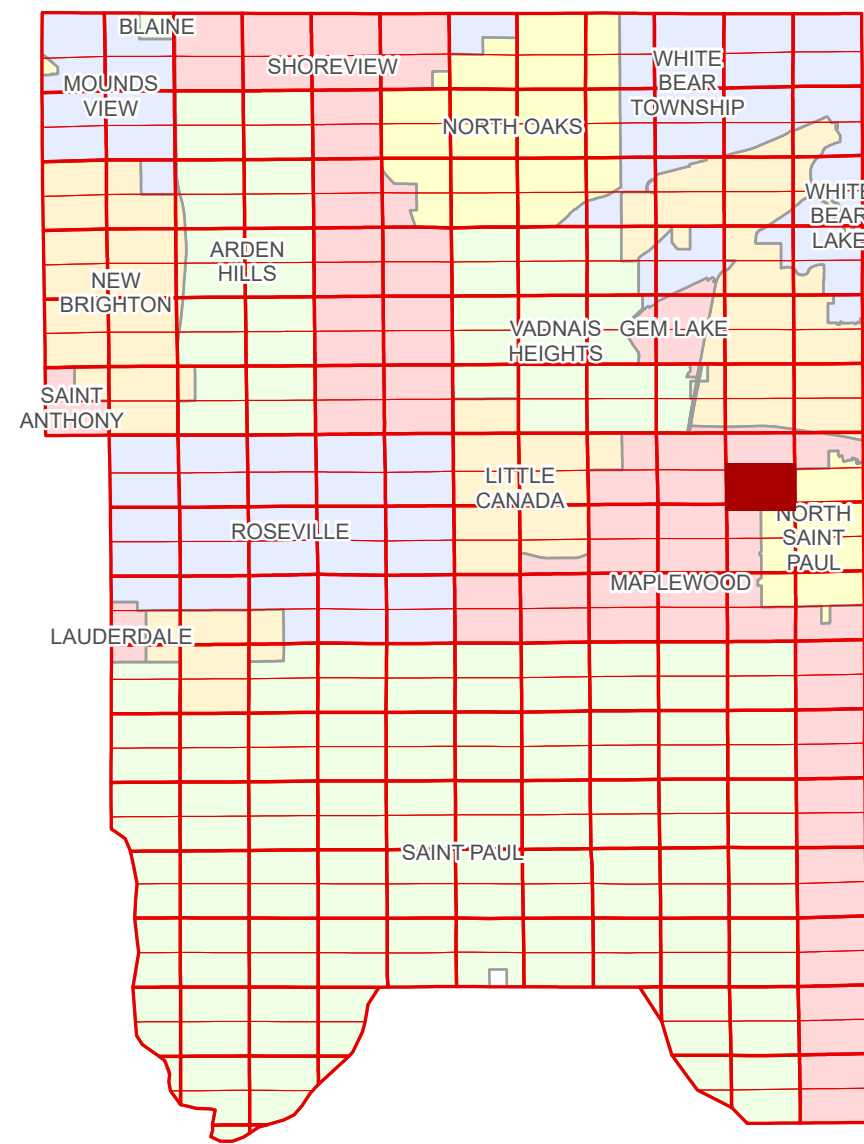 BLAINE
SHOREVIEW
WHITE
BEAR
TOWNSHIP
MOUNDS
VIEW
NORTH OAKS
WHITE
BEAR
LAKE
ARDEN
HILLS
NEW
BRIGHTON
VADNAIS
HEIGHTS
GEM LAKE
SAINT
ANTHONY
LITTLE
CANADA
NORTH
SAINT
PAUL
ROSEVILLE
MAPLEWOOD
LAUDERDALE
SAINT PAUL